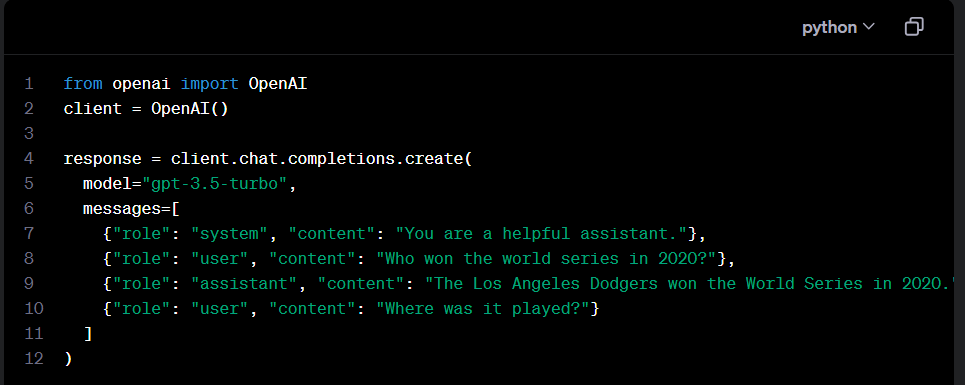 python
1 from openai import OpenAI
2 client = OpenAI()
3
4 response = client.chat.completions.create(
5   model="gpt-3.5-turbo",
6   messages=[
7     {"role": "system", "content": "You are a helpful assistant."},
8     {"role": "user", "content": "Who won the world series in 2020?"},
9     {"role": "assistant", "content": "The Los Angeles Dodgers won the World Series in 2020."
10     {"role": "user", "content": "Where was it played?"}
11   ]
12 )